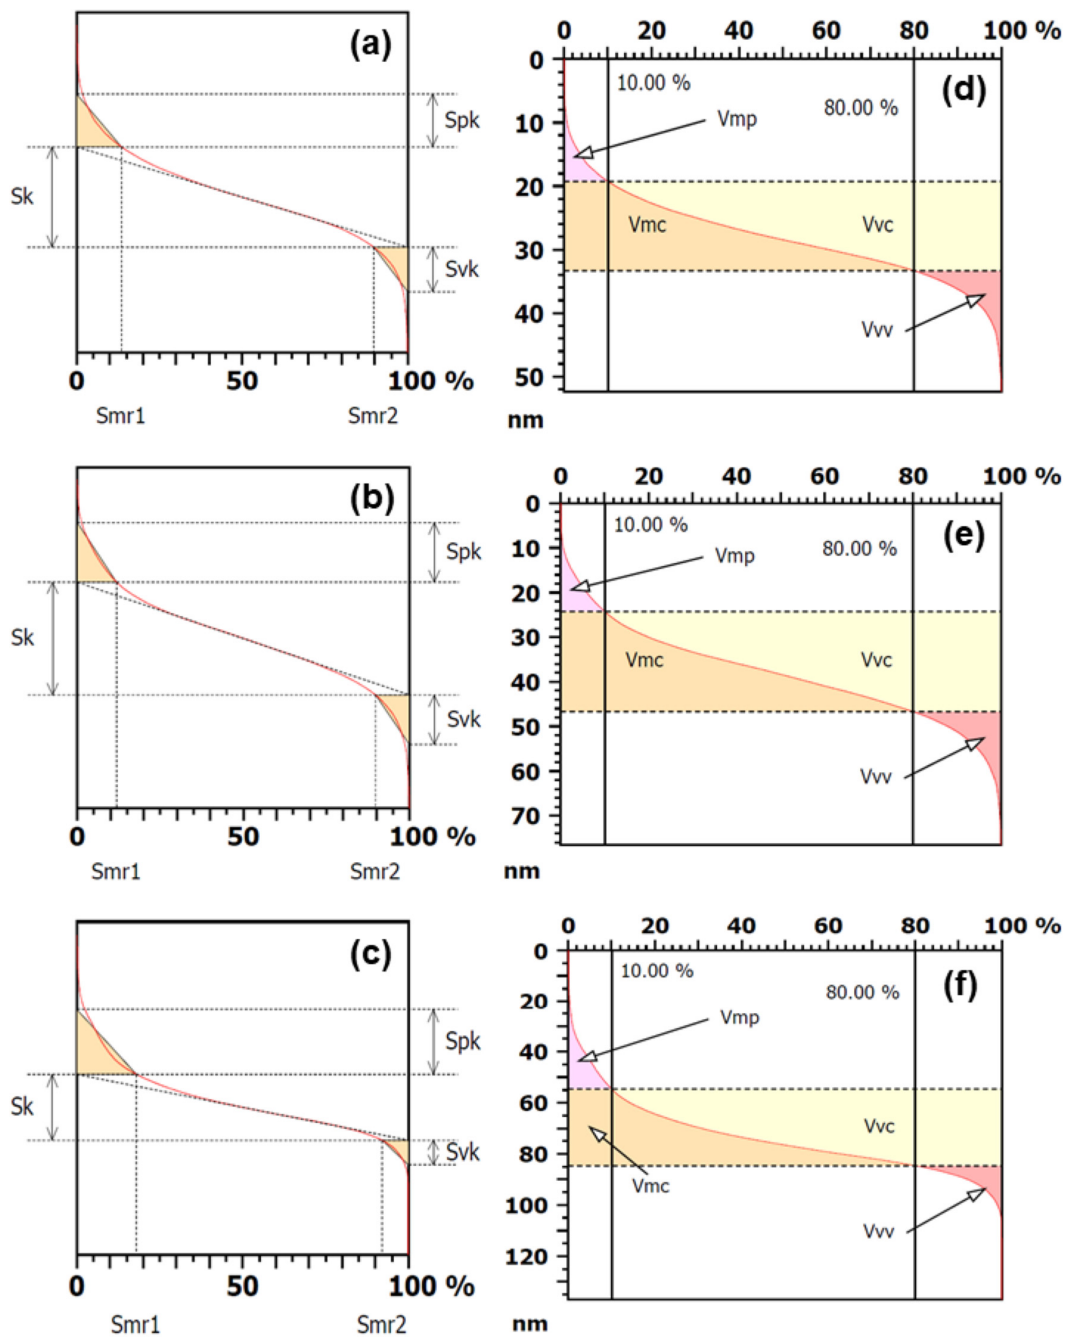 (a)
Spk
Sk
Svk
0 50 100 %
Smr1 Smr2
(d)
0 20 40 60 80 100 %
0
10
20
30
40
50
nm
10.00 %
80.00 %
Vmp
Vmc
Vvc
Vvv
(b)
Spk
Sk
Svk
0 50 100 %
Smr1 Smr2
(e)
0 20 40 60 80 100 %
0
10
20
30
40
50
60
70
nm
10.00 %
80.00 %
Vmp
Vmc
Vvc
Vvv
(c)
Spk
Sk
Svk
0 50 100 %
Smr1 Smr2
(f)
0 20 40 60 80 100 %
0
20
40
60
80
100
120
nm
10.00 %
80.00 %
Vmp
Vvc
Vmc
Vvv